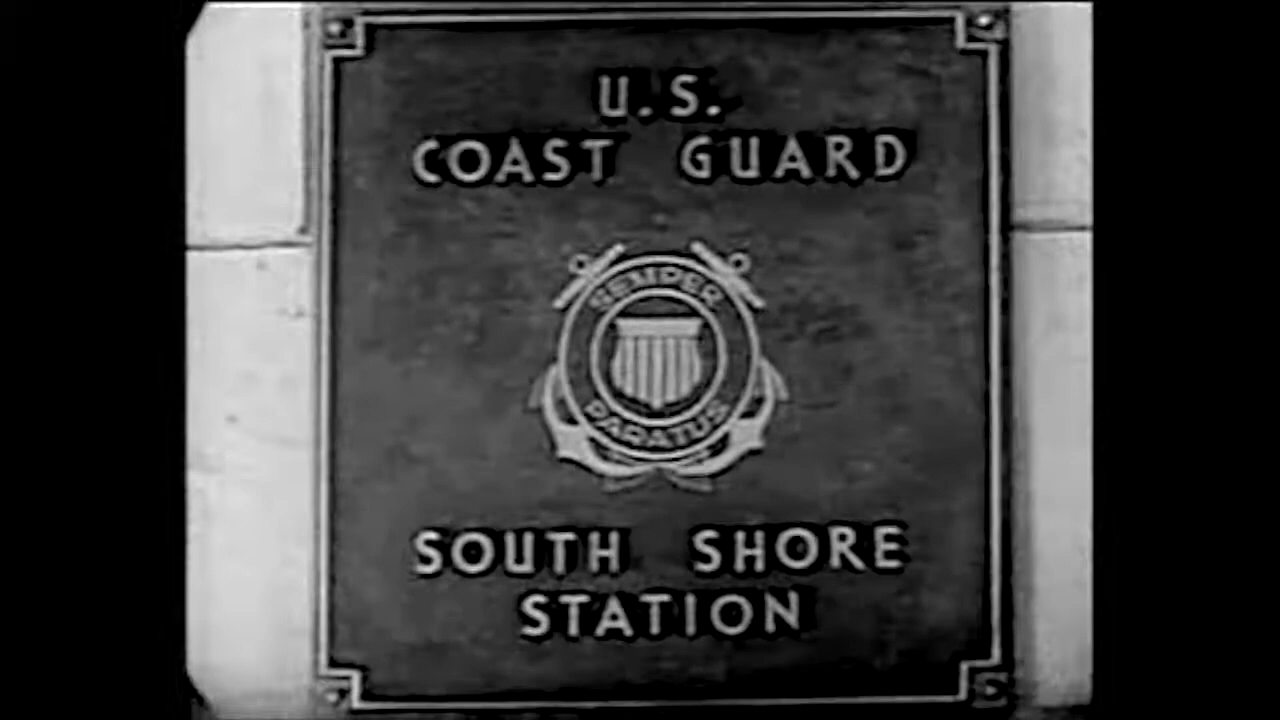 U.S.
COAST GUARD
SEMPER
PARATUS
SOUTH SHORE
STATION